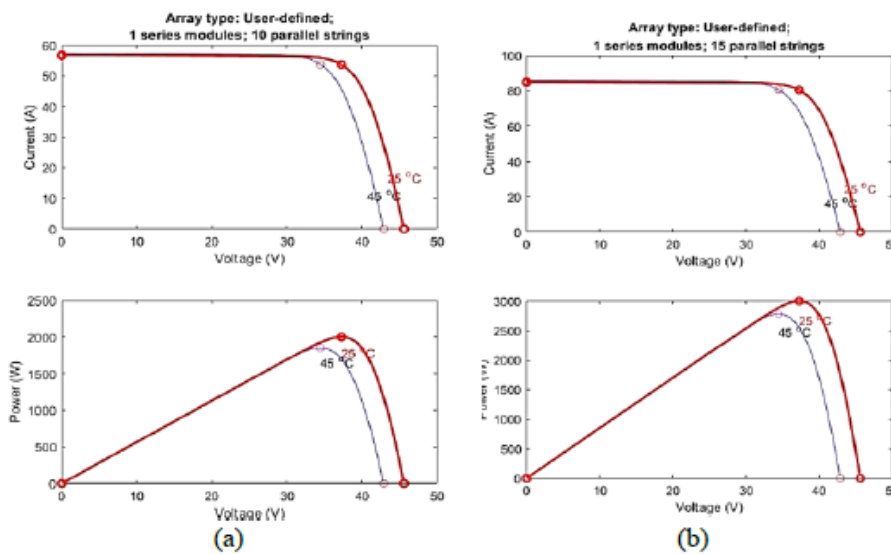 Array type: User-defined;
1 series modules; 10 parallel strings
60
50
40
30
20
10
0
Current (A)
25 °C
45 °C
0 10 20 30 40 50
Voltage (V)
2500
2000
1500
1000
500
0
Power (W)
25 °C
45 °C
0 10 20 30 40 50
Voltage (V)
(a)
Array type: User-defined;
1 series modules; 15 parallel strings
100
80
60
40
20
0
Current (A)
25 °C
45 °C
0 10 20 30 40 50
Voltage (V)
3000
2500
2000
1500
1000
500
0
Power (W)
25 °C
45 °C
0 10 20 30 40 50
Voltage (V)
(b)